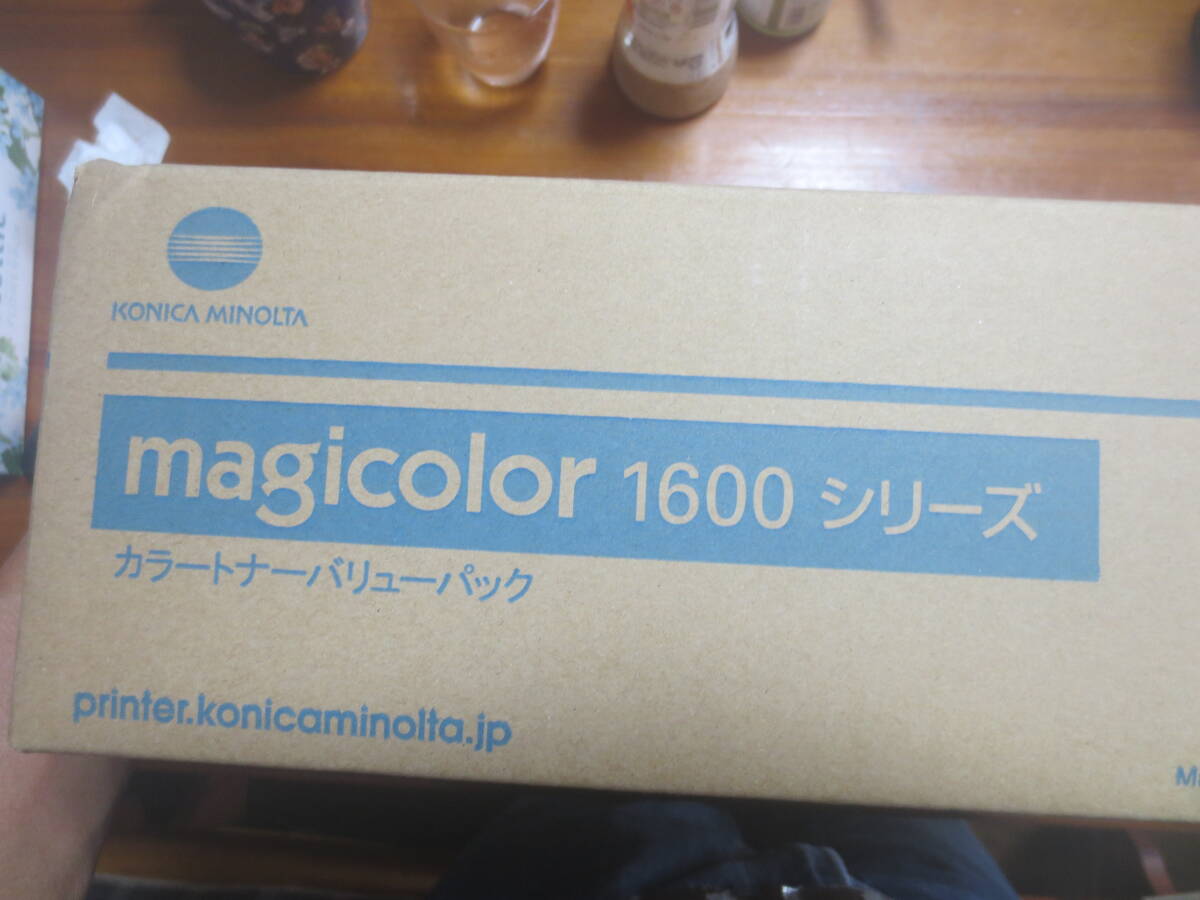 KONICA MINOLTA
magicolor 1600 シリーズ
カラートナーバリューパック
printer.konicaminolta.jp